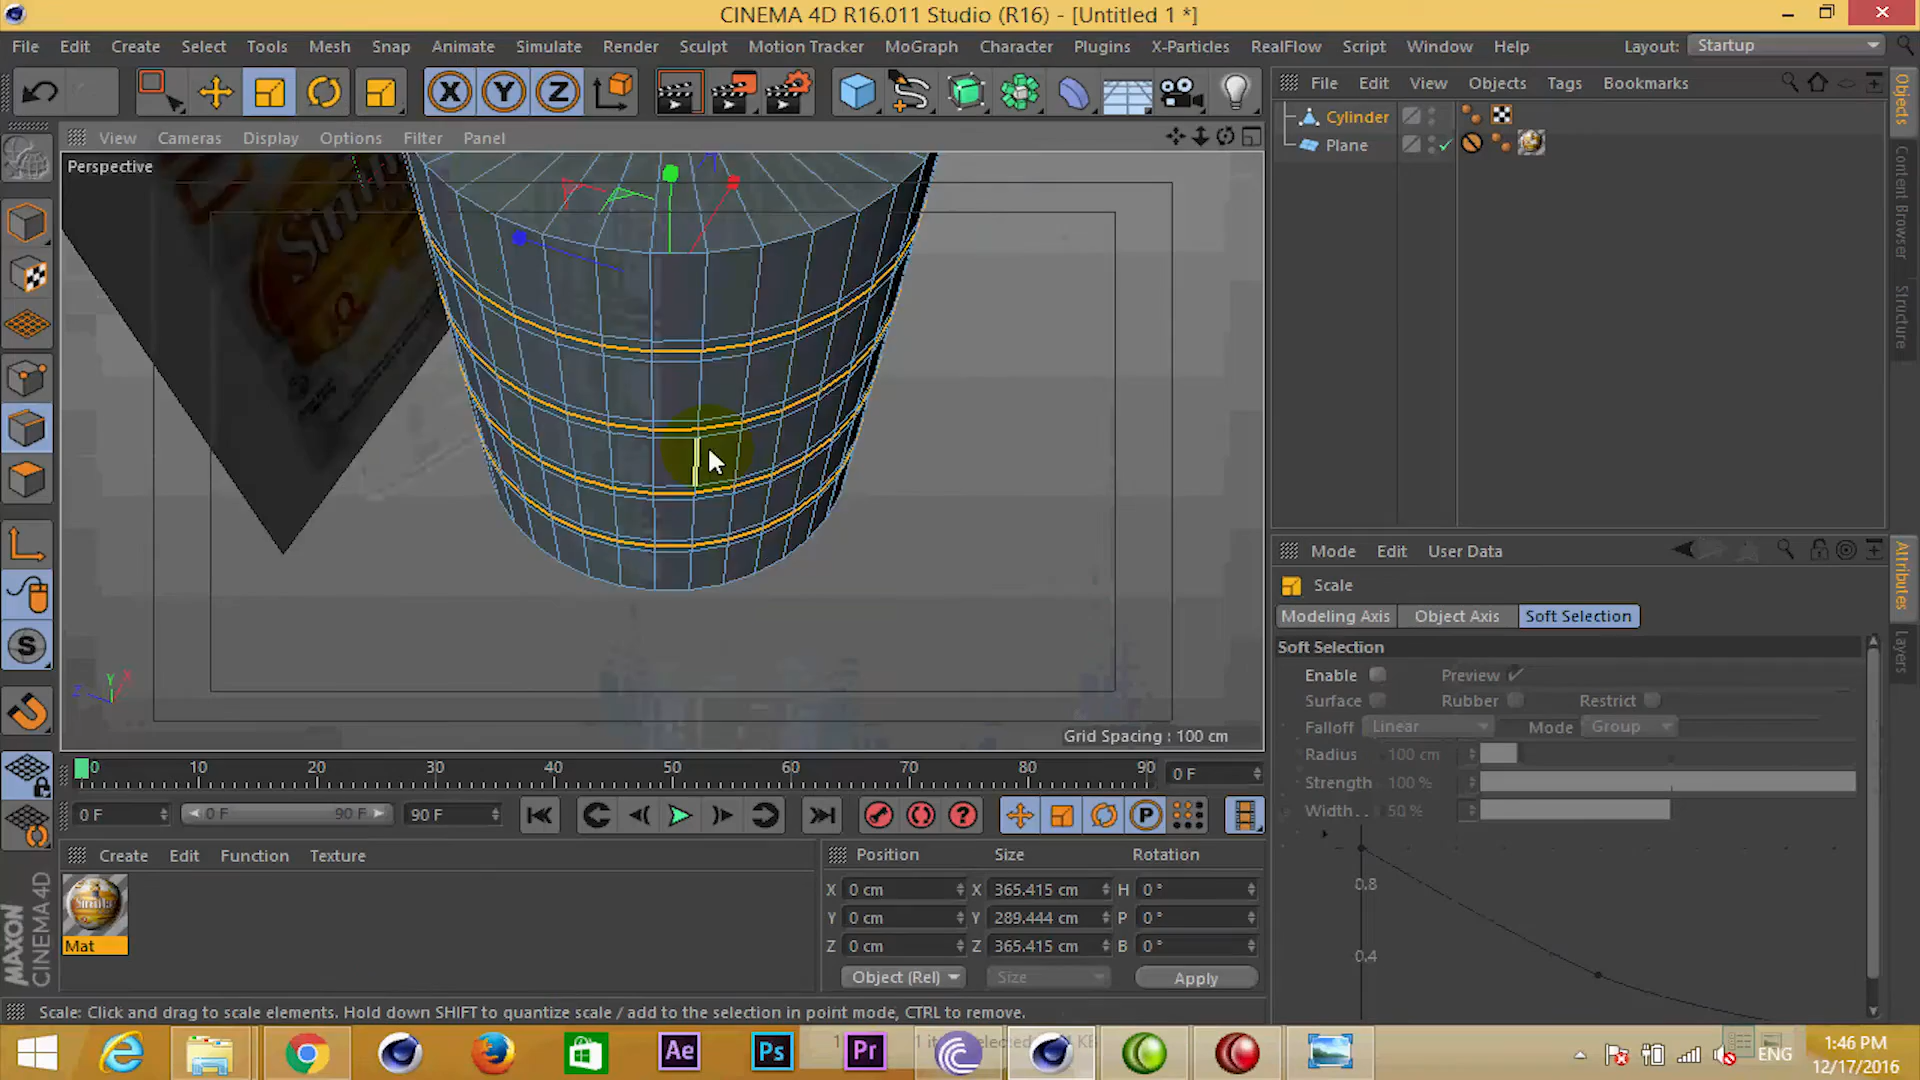 CINEMA 4D R16.011 Studio (R16) - [Untitled 1 *]
File Edit Create Select Tools Mesh Snap Animate Simulate Render Sculpt Motion Tracker MoGraph Character Plugins X-Particles RealFlow Script Window Help Layout: Startup
X Y Z
File Edit View Objects Tags Bookmarks
View Cameras Display Options Filter Panel
Perspective
Cylinder
Plane
Objects
Content Browser
Structure
Simila
X Y Z
Grid Spacing : 100 cm
Mode Edit User Data
Scale
Modeling Axis Object Axis Soft Selection
Soft Selection
Enable Preview
Surface Rubber Restrict
Falloff Linear Mode Group
Radius 100 cm
Strength 100 %
Width.. 50 %
0.8
0.4
Attributes
Layers
0 10 20 30 40 50 60 70 80 90 0 F
0 F 0 F 90 F 90 F
Create Edit Function Texture
Mat
MAXON
CINEMA 4D
Position Size Rotation
X 0 cm X 365.415 cm H 0 °
Y 0 cm Y 289.444 cm P 0 °
Z 0 cm Z 365.415 cm B 0 °
Object (Rel) Size Apply
Scale: Click and drag to scale elements. Hold down SHIFT to quantize scale / add to the selection in point mode, CTRL to remove.
Ae Ps Pr
ENG
1:46 PM
12/17/2016